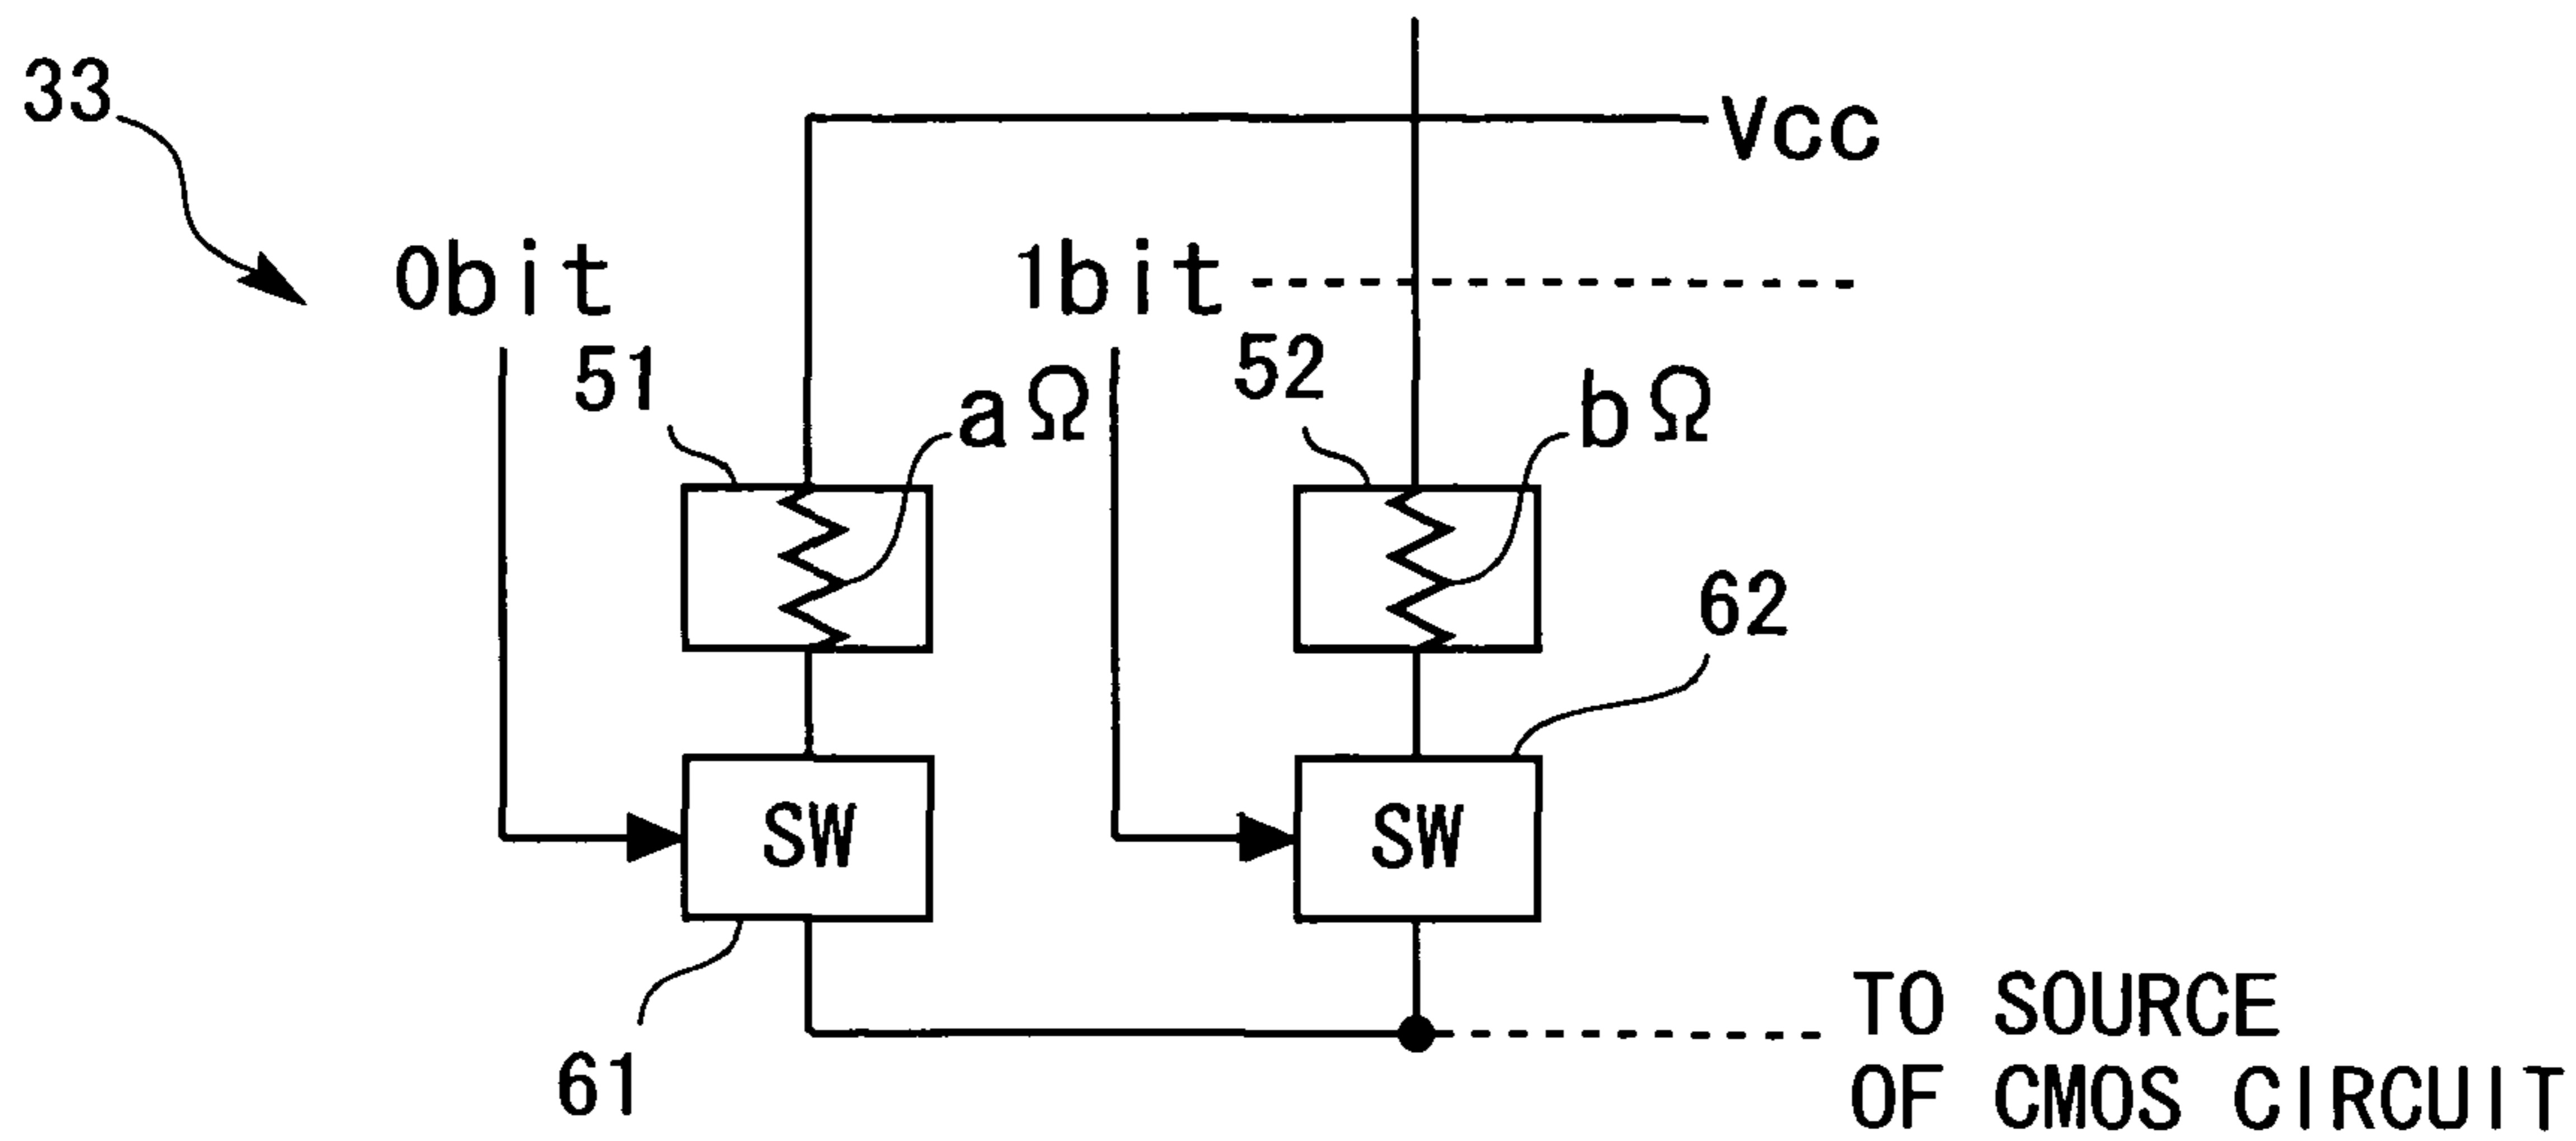 33
Vcc
0bit
1bit
51
aΩ
52
bΩ
62
SW
SW
61
TO SOURCE
OF CMOS CIRCUIT